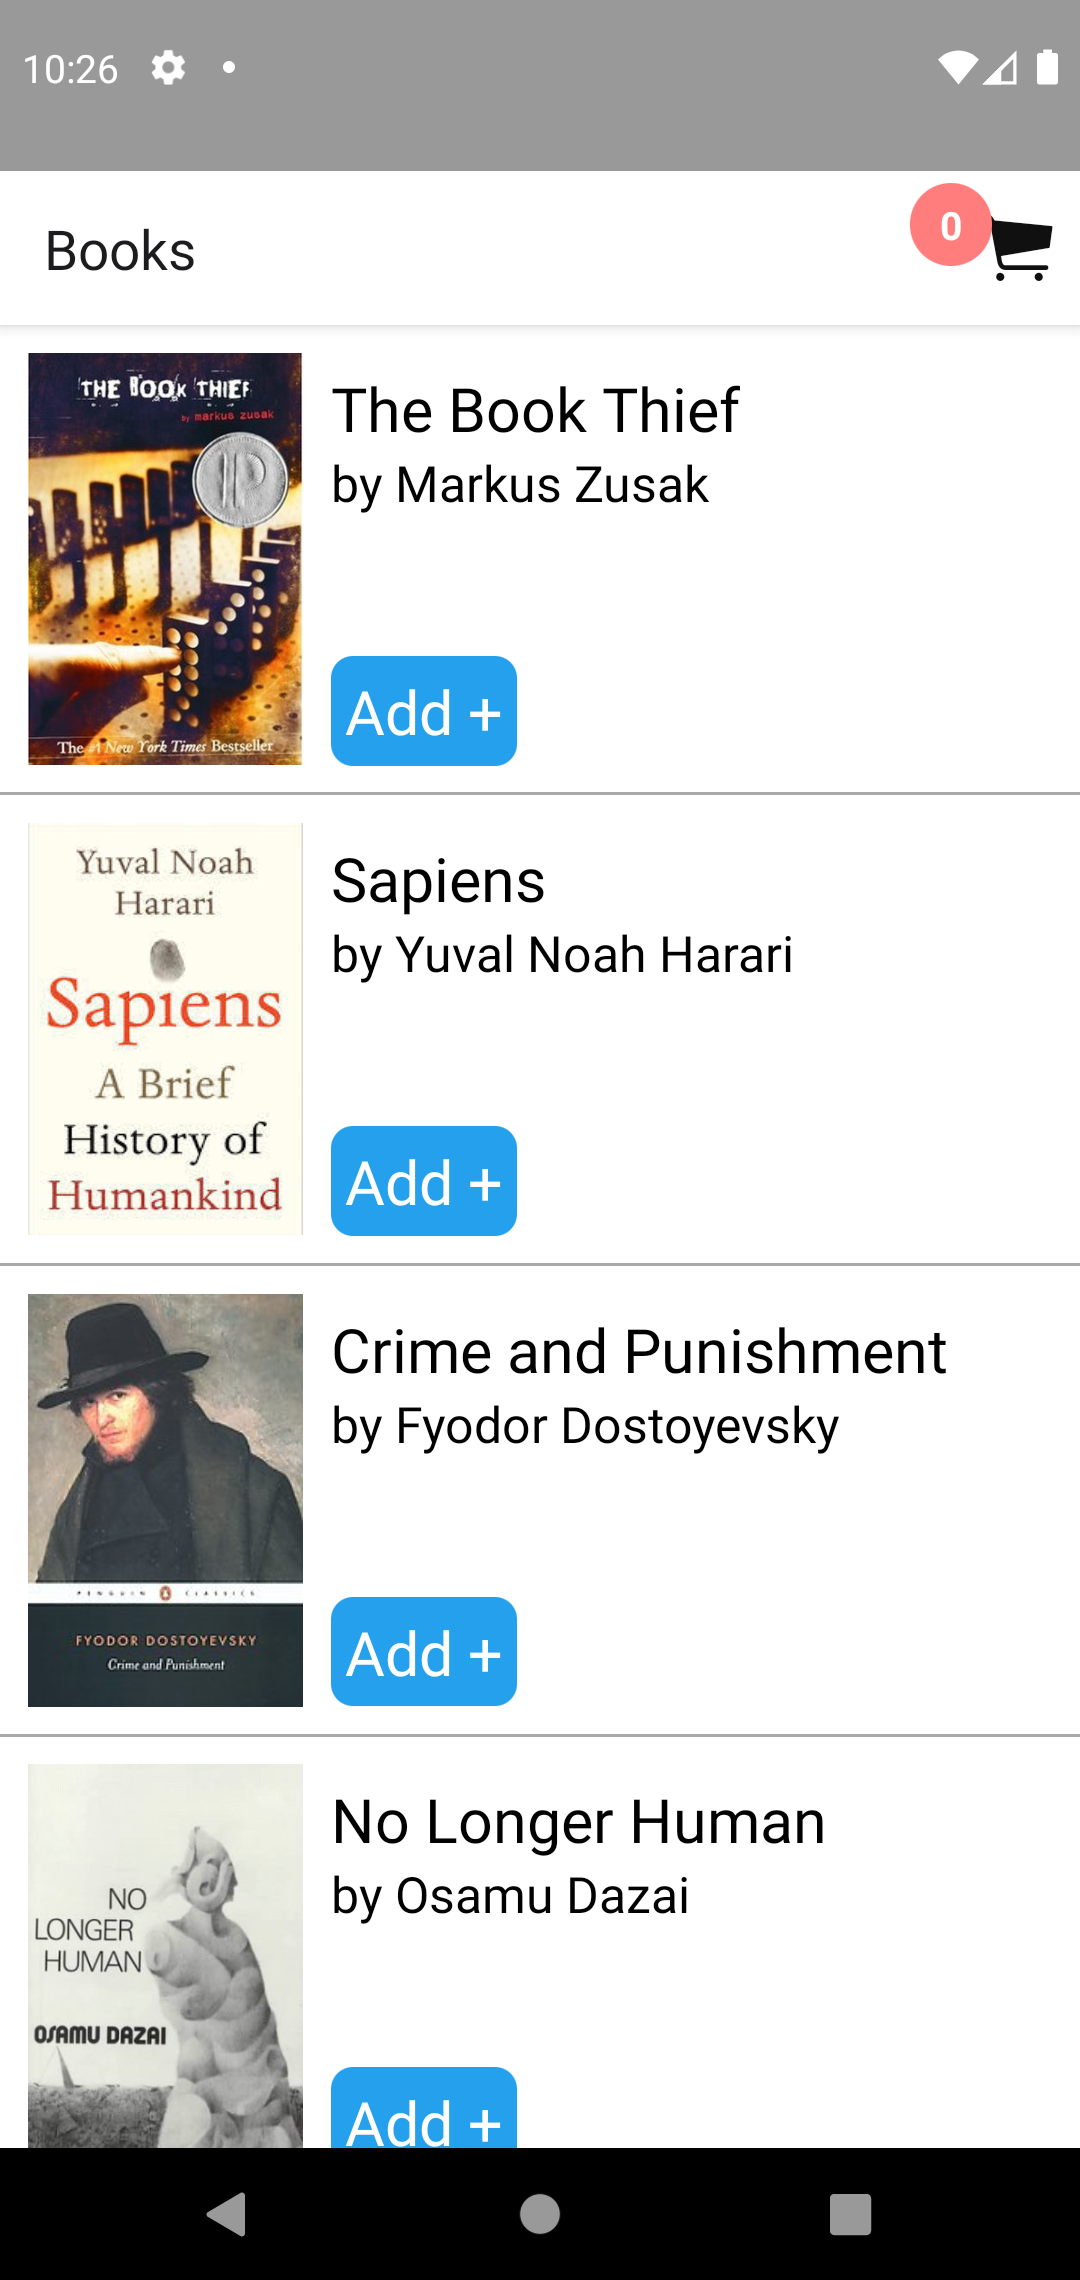 10:26
Books
0
THE BOOK THIEF
by markus zusak
The #1 New York Times Bestseller
The Book Thief
by Markus Zusak
Add +
Yuval Noah
Harari
Sapiens
A Brief
History of
Humankind
Sapiens
by Yuval Noah Harari
Add +
PENGUIN CLASSICS
FYODOR DOSTOYEVSKY
Crime and Punishment
Crime and Punishment
by Fyodor Dostoyevsky
Add +
NO
LONGER
HUMAN
OSAMU DAZAI
No Longer Human
by Osamu Dazai
Add +